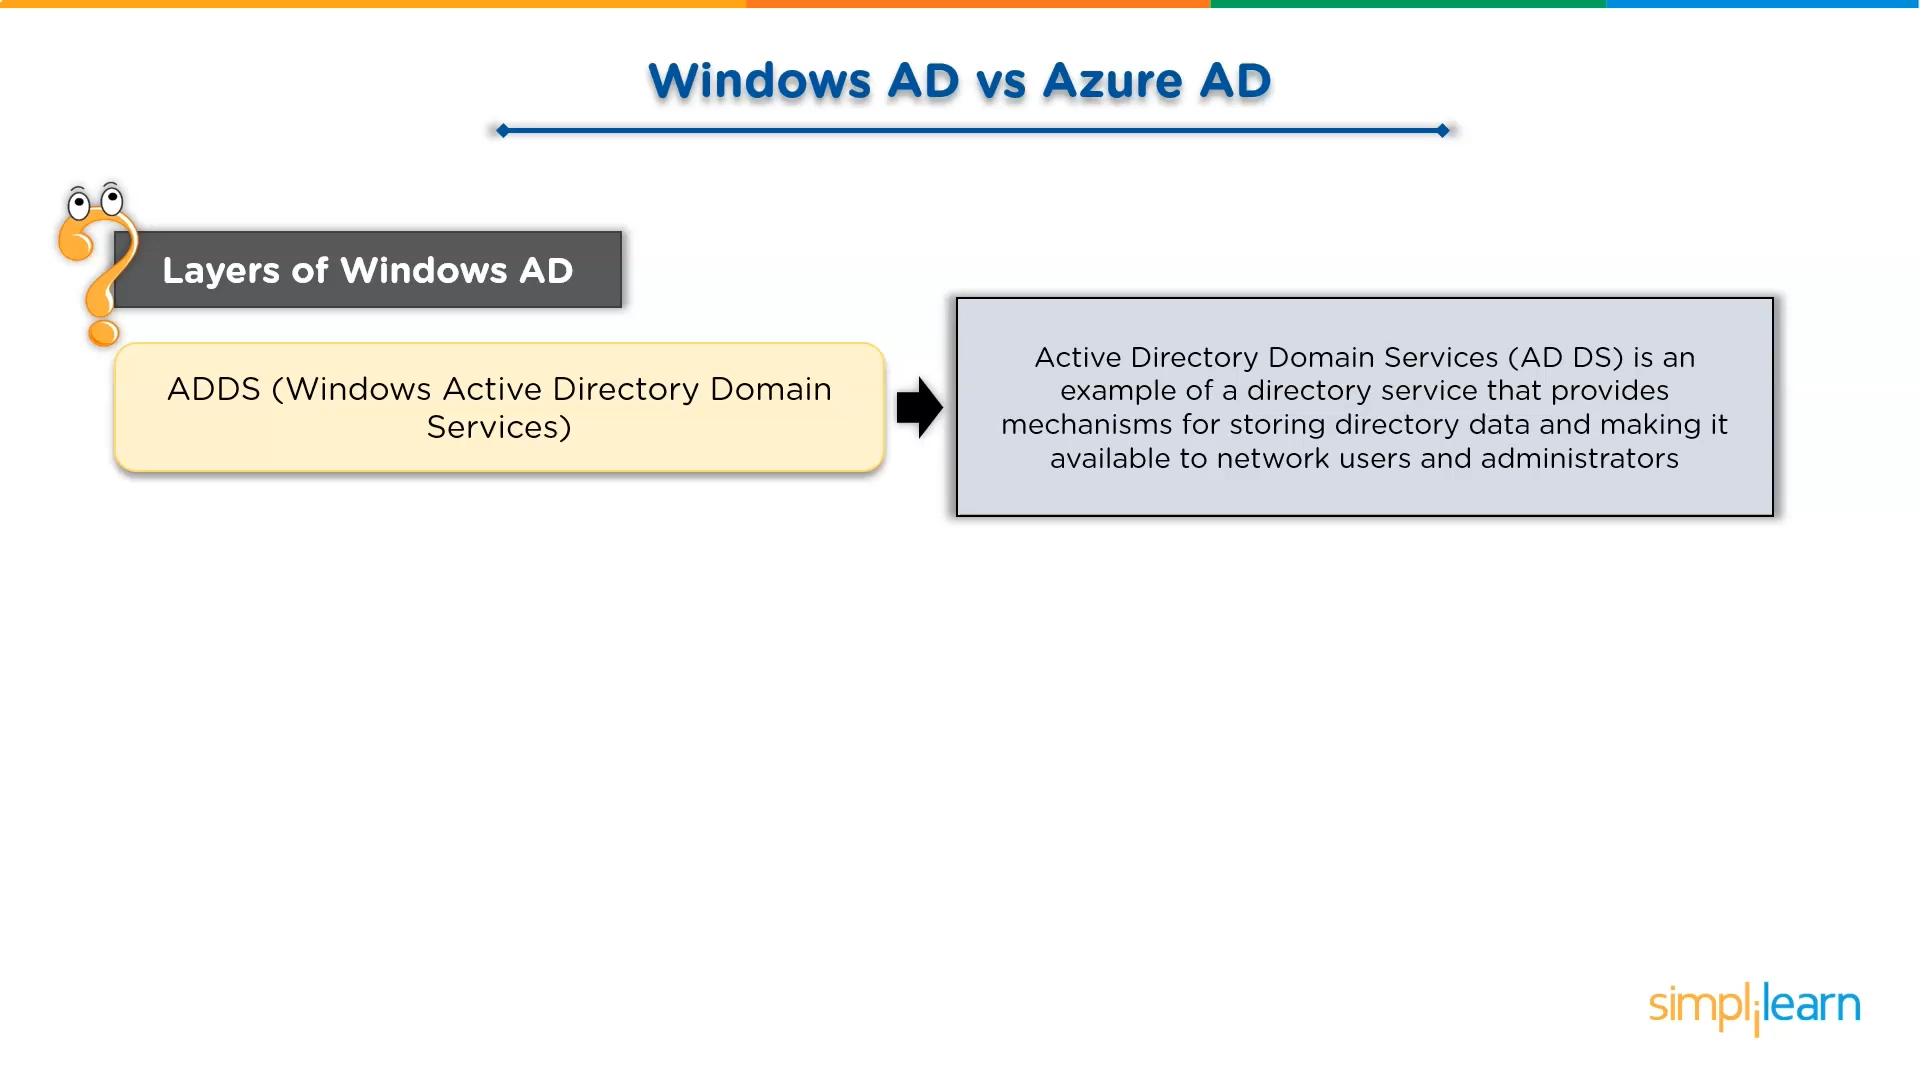 Windows AD vs Azure AD
Layers of Windows AD
ADDS (Windows Active Directory Domain
Services)
Active Directory Domain Services (AD DS) is an
example of a directory service that provides
mechanisms for storing directory data and making it
available to network users and administrators
simplilearn